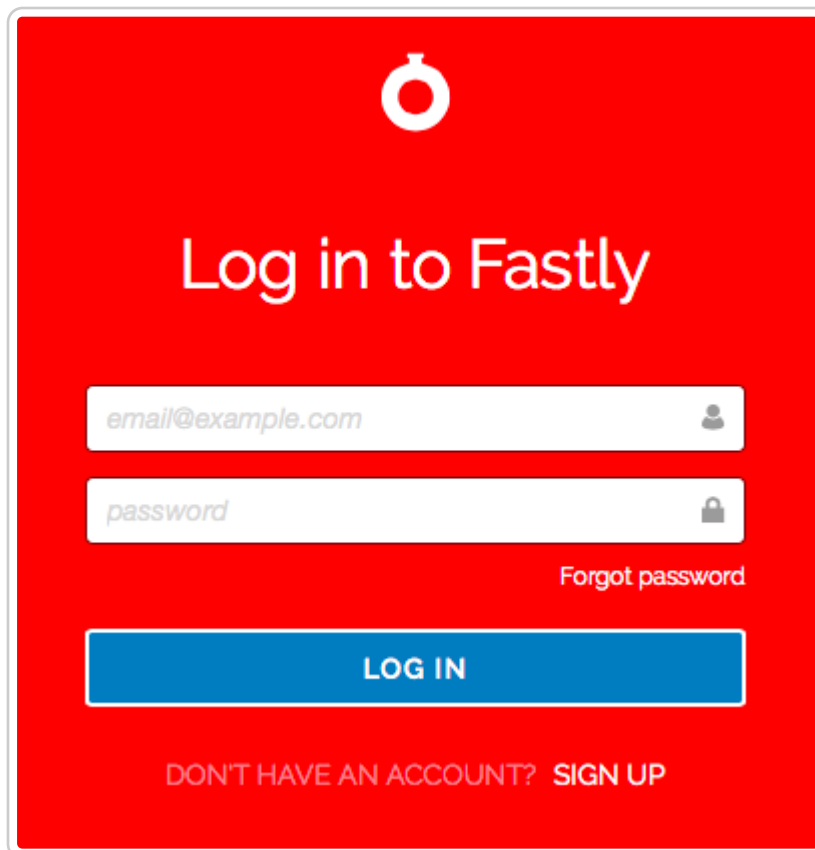 Log in to Fastly
email@example.com
password
Forgot password
LOG IN
DON'T HAVE AN ACCOUNT? SIGN UP